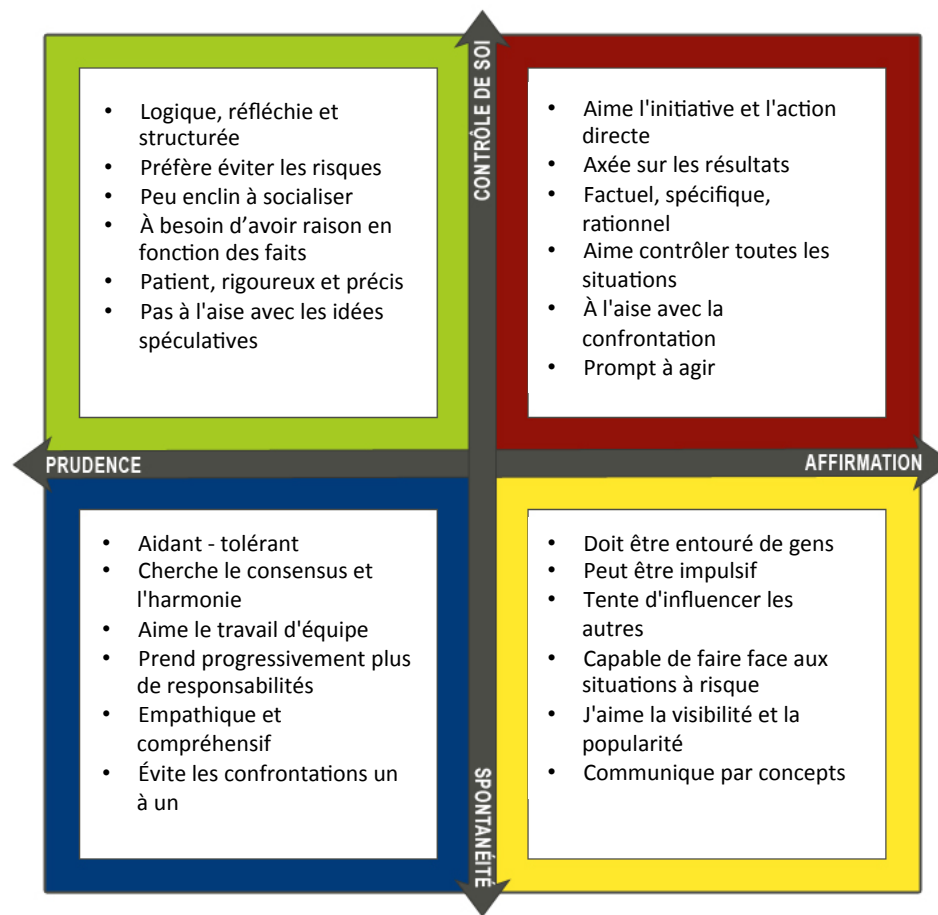 CONTRÔLE DE SOI
• Logique, réfléchie et
structurée
• Préfère éviter les risques
• Peu enclin à socialiser
• À besoin d’avoir raison en
fonction des faits
• Patient, rigoureux et précis
• Pas à l'aise avec les idées
spéculatives
• Aime l'initiative et l'action
directe
• Axée sur les résultats
• Factuel, spécifique,
rationnel
• Aime contrôler toutes les
situations
• À l'aise avec la
confrontation
• Prompt à agir
PRUDENCE
AFFIRMATION
• Aidant - tolérant
• Cherche le consensus et
l'harmonie
• Aime le travail d'équipe
• Prend progressivement plus
de responsabilités
• Empathique et
compréhensif
• Évite les confrontations un
à un
• Doit être entouré de gens
• Peut être impulsif
• Tente d'influencer les
autres
• Capable de faire face aux
situations à risque
• J'aime la visibilité et la
popularité
• Communique par concepts
SPONTANÉITÉ